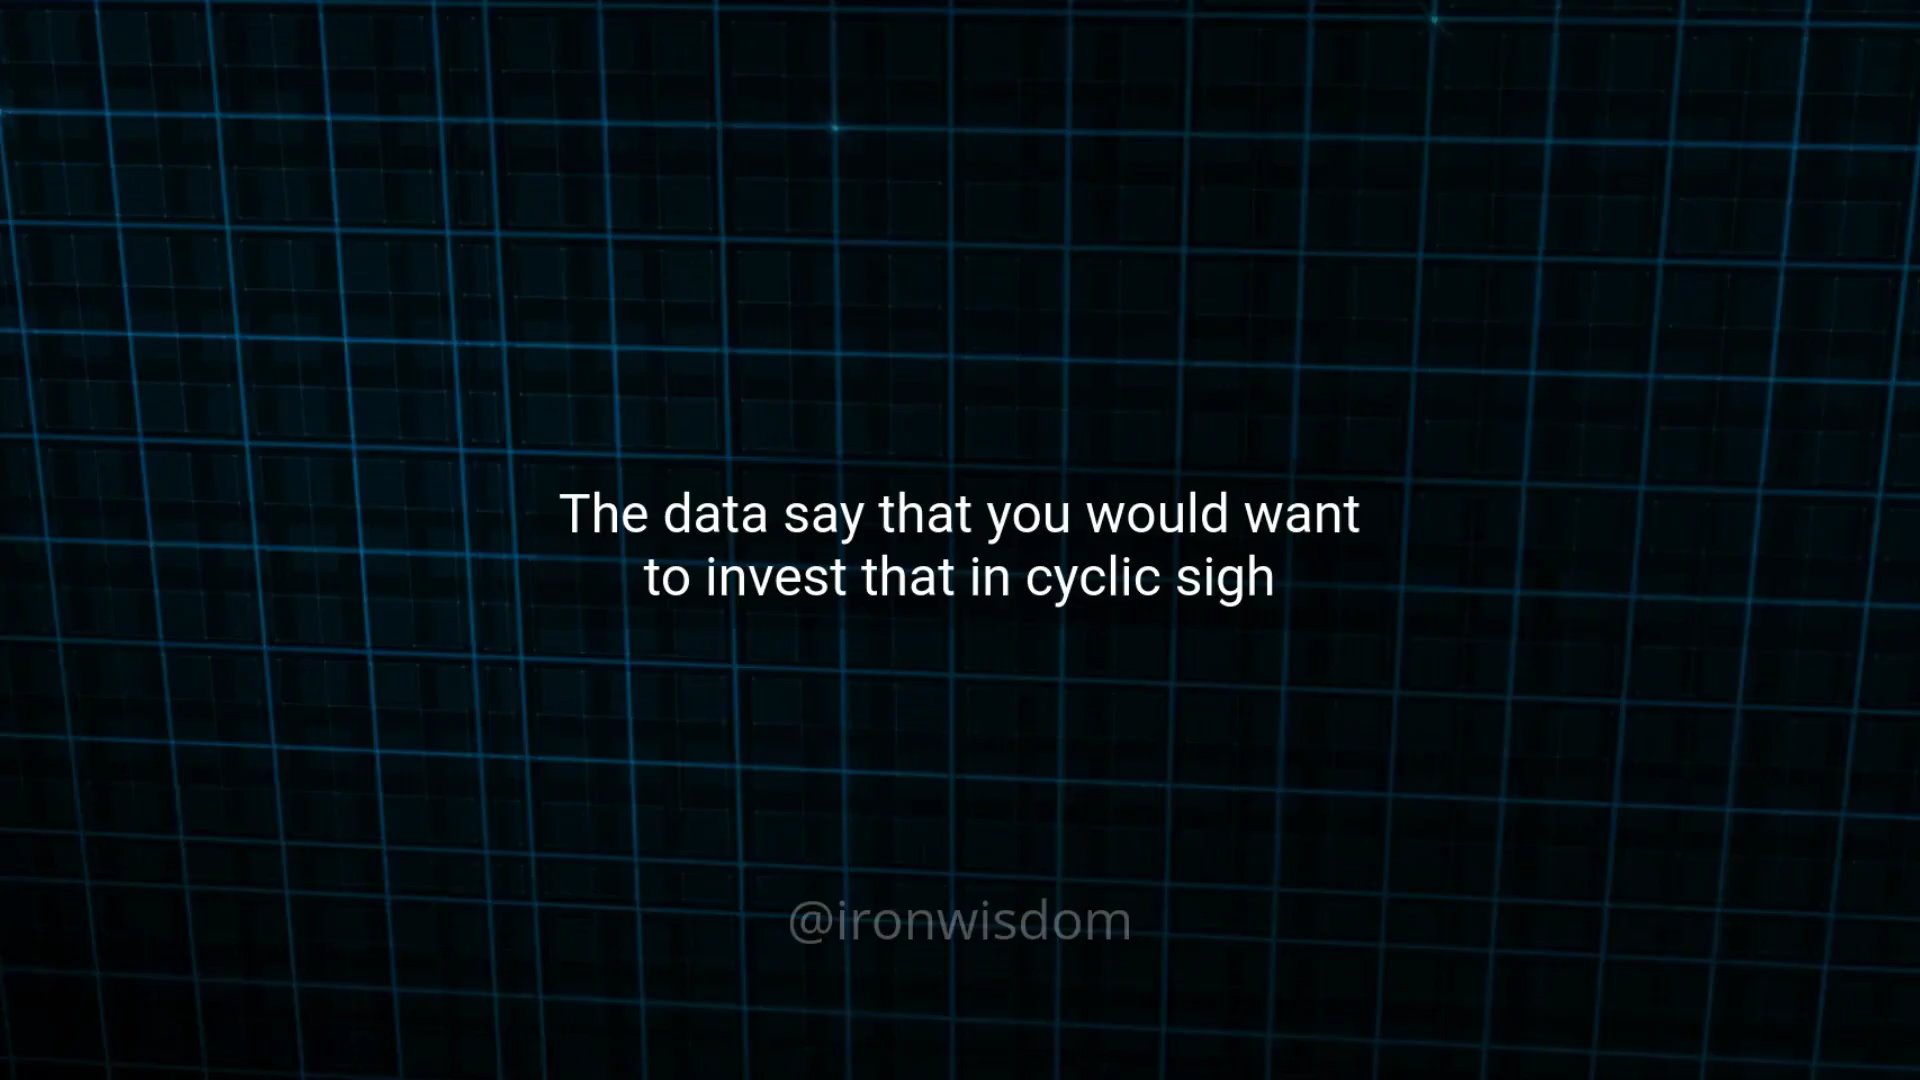 The data say that you would want
to invest that in cyclic sigh
@ironwisdom